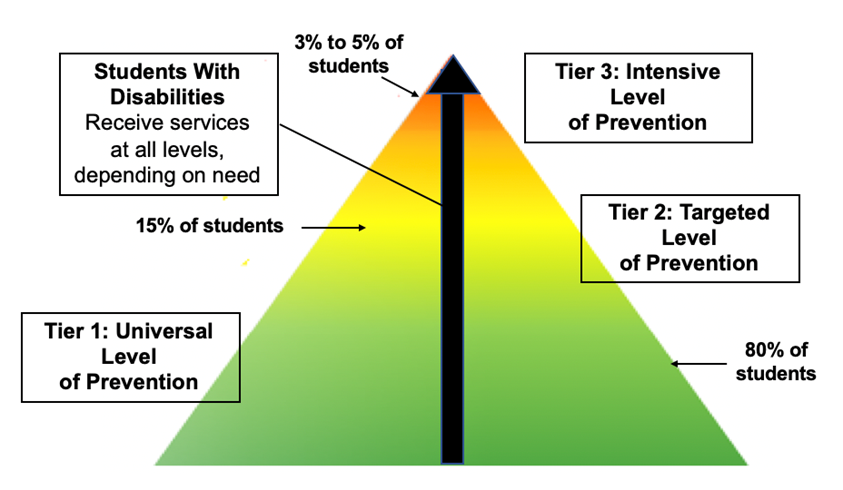 3% to 5% of
students
Students With
Disabilities
Receive services
at all levels,
depending on need
Tier 3: Intensive
Level
of Prevention
15% of students
Tier 2: Targeted
Level
of Prevention
Tier 1: Universal
Level
of Prevention
80% of
students